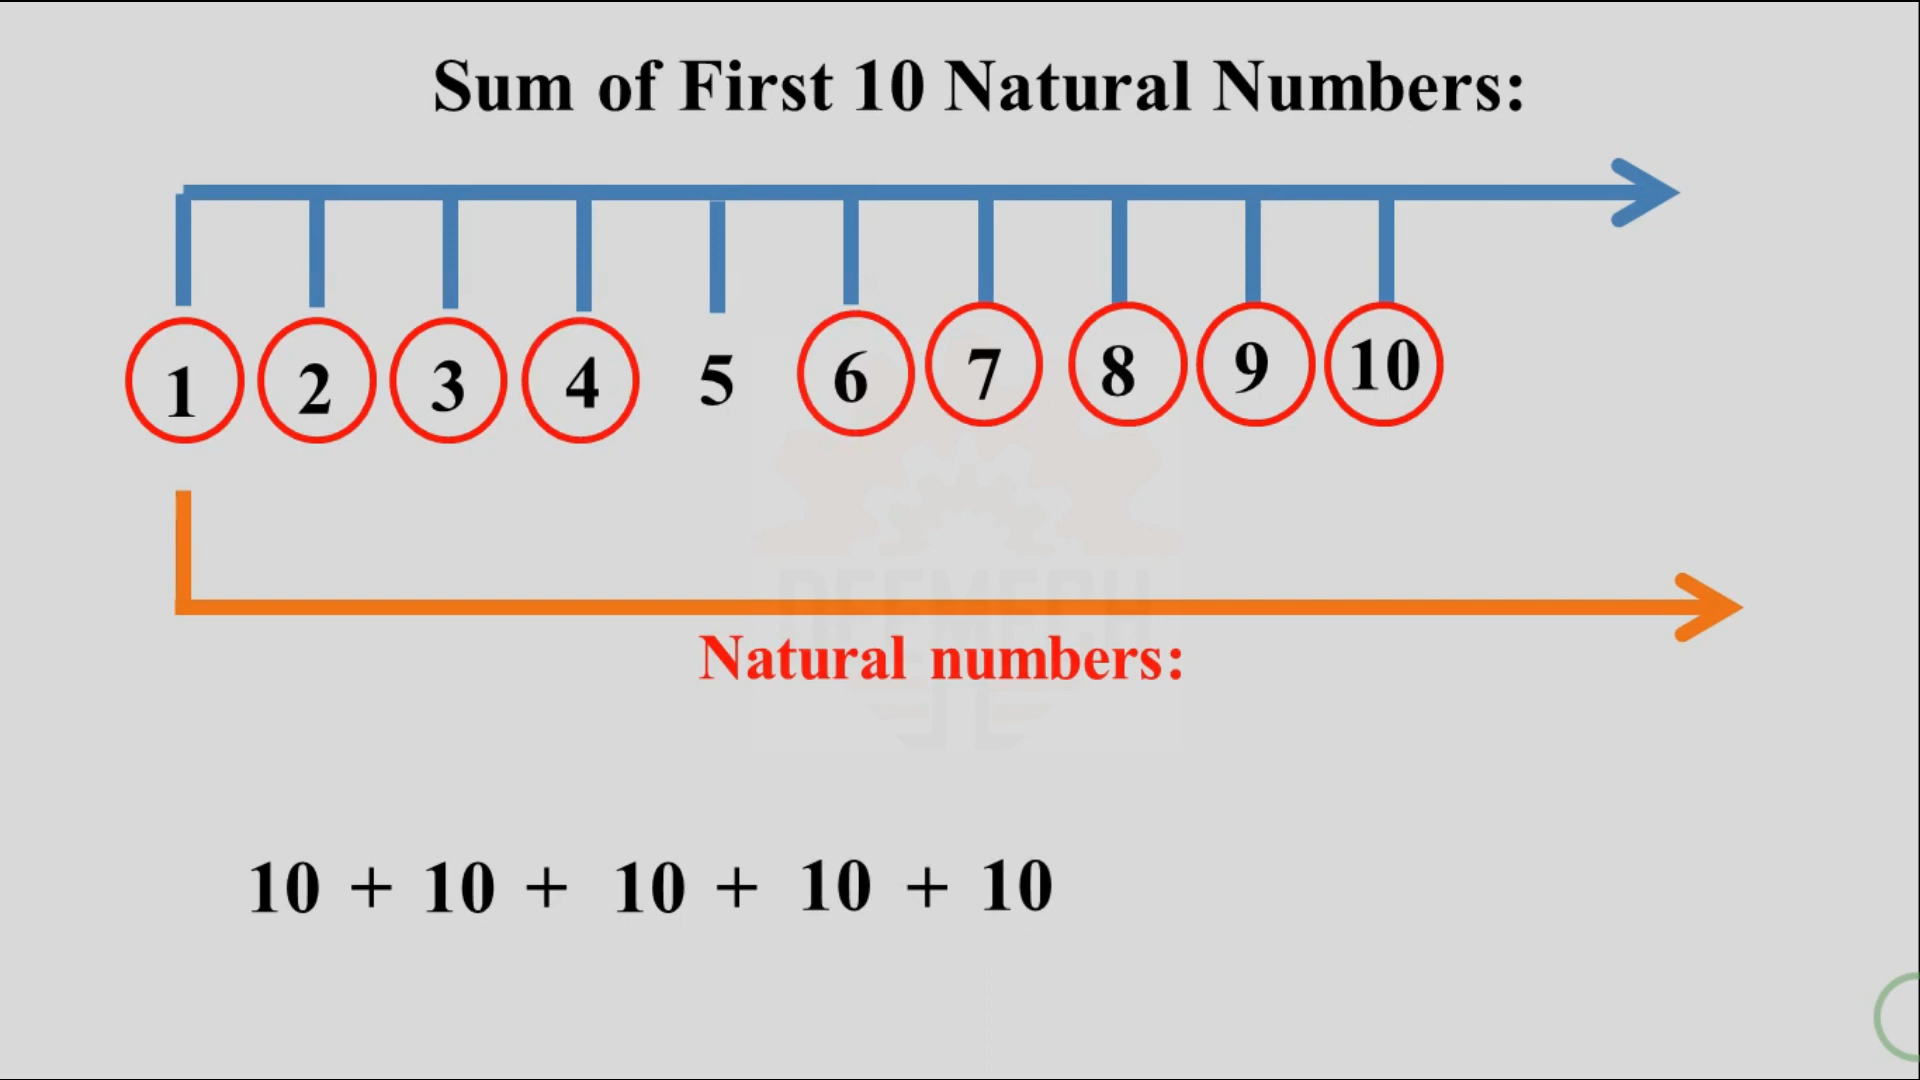 Sum of First 10 Natural Numbers:
1 2 3 4 5 6 7 8 9 10
Natural numbers:
10 + 10 + 10 + 10 + 10